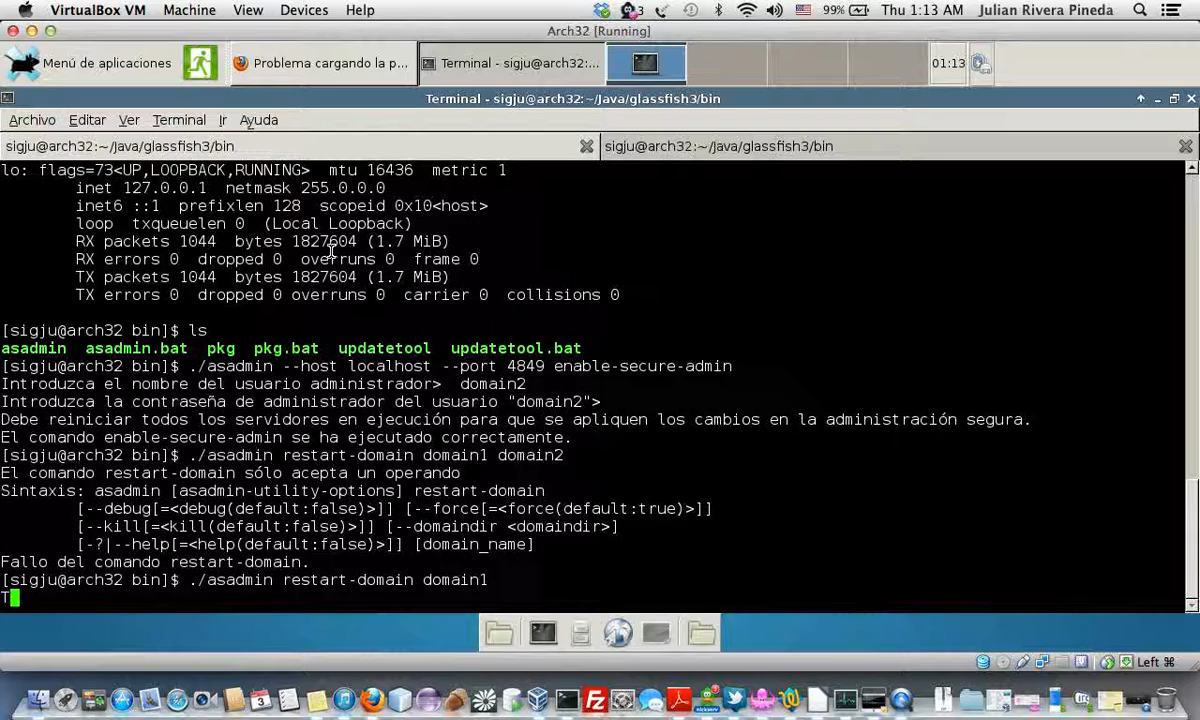 VirtualBox VM Machine View Devices Help 3 99% Thu 1:13 AM Julian Rivera Pineda
Arch32 [Running]
Menú de aplicaciones Problema cargando la p... Terminal - sigju@arch32:... 01:13
Terminal - sigju@arch32:~/Java/glassfish3/bin
Archivo Editar Ver Terminal Ir Ayuda
sigju@arch32:~/Java/glassfish3/bin sigju@arch32:~/Java/glassfish3/bin
lo: flags=73<UP,LOOPBACK,RUNNING> mtu 16436 metric 1
inet 127.0.0.1 netmask 255.0.0.0
inet6 ::1 prefixlen 128 scopeid 0x10<host>
loop txqueuelen 0 (Local Loopback)
RX packets 1044 bytes 1827604 (1.7 MiB)
RX errors 0 dropped 0 overruns 0 frame 0
TX packets 1044 bytes 1827604 (1.7 MiB)
TX errors 0 dropped 0 overruns 0 carrier 0 collisions 0
[sigju@arch32 bin]$ ls
asadmin asadmin.bat pkg pkg.bat updatetool updatetool.bat
[sigju@arch32 bin]$ ./asadmin --host localhost --port 4849 enable-secure-admin
Introduzca el nombre del usuario administrador> domain2
Introduzca la contraseña de administrador del usuario "domain2">
Debe reiniciar todos los servidores en ejecución para que se apliquen los cambios en la administración segura.
El comando enable-secure-admin se ha ejecutado correctamente.
[sigju@arch32 bin]$ ./asadmin restart-domain domain1 domain2
El comando restart-domain sólo acepta un operando
Sintaxis: asadmin [asadmin-utility-options] restart-domain
[--debug[=<debug(default:false)>]] [--force[=<force(default:true)>]]
[--kill[=<kill(default:false)>]] [--domaindir <domaindir>]
[-?|--help[=<help(default:false)>]] [domain_name]
Fallo del comando restart-domain.
[sigju@arch32 bin]$ ./asadmin restart-domain domain1
T
Left ⌘